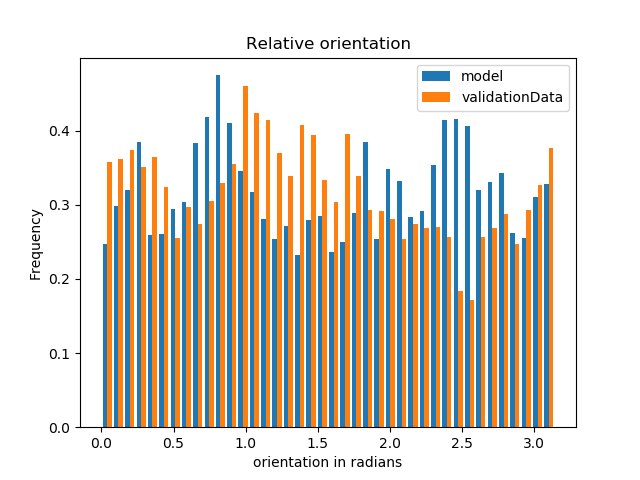 Relative orientation
model
validationData
Frequency
0.4
0.3
0.2
0.1
0.0
0.0 0.5 1.0 1.5 2.0 2.5 3.0
orientation in radians